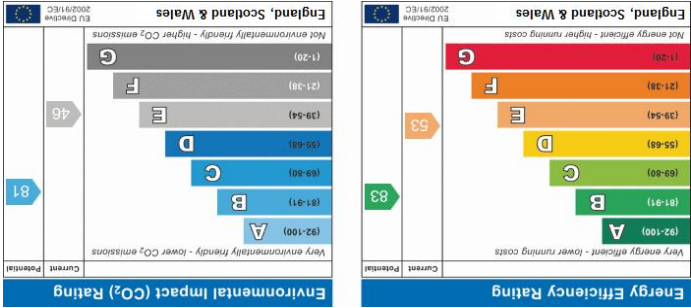 Energy Efficiency Rating
Current Potential
Very energy efficient - lower running costs
(92-100) A
(81-91) B
83
(69-80) C
(55-68) D
53
(39-54) E
(21-38) F
(1-20) G
Not energy efficient - higher running costs
England, Scotland & Wales
EU Directive
2002/91/EC
Environmental Impact (CO₂) Rating
Current Potential
Very environmentally friendly - lower CO₂ emissions
(92-100) A
(81-91) B
81
(69-80) C
(55-68) D
46
(39-54) E
(21-38) F
(1-20) G
Not environmentally friendly - higher CO₂ emissions
England, Scotland & Wales
EU Directive
2002/91/EC